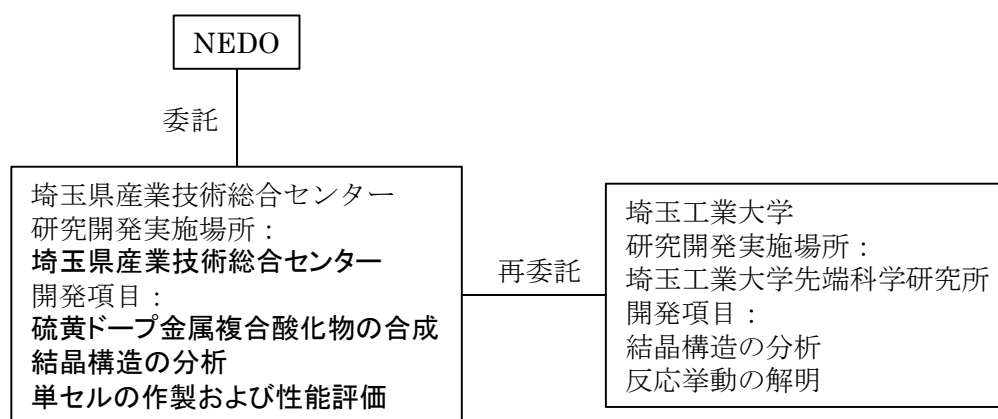 NEDO
委託
埼玉県産業技術総合センター
研究開発実施場所：
埼玉県産業技術総合センター
開発項目：
硫黄ドープ金属複合酸化物の合成
結晶構造の分析
単セルの作製および性能評価
再委託
埼玉工業大学
研究開発実施場所：
埼玉工業大学先端科学研究所
開発項目：
結晶構造の分析
反応挙動の解明